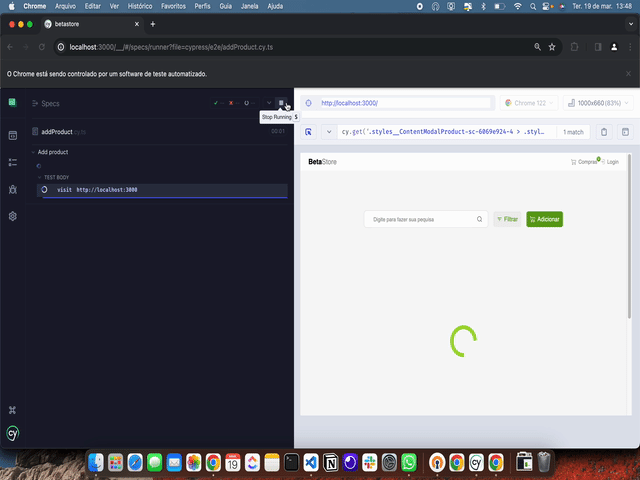 Chrome Arquivo Editar Ver Histórico Favoritos Perfis Guia Janela Ajuda Ter. 19 de mar. 13:48
betastore
localhost:3000/__/#/specs/runner?file=cypress/e2e/addProduct.cy.ts
O Chrome está sendo controlado por um software de teste automatizado.
Specs
Stop Running S
http://localhost:3000/
Chrome 122
1000x660 (83%)
addProduct.cy.ts
00:01
cy.get('.styles__ContentModalProduct-sc-6069e924-4 > .styl…
1 match
Add product
TEST BODY
visit http://localhost:3000
BetaStore
Compras
Login
Digite para fazer sua pequisa
Filtrar
Adicionar
19
cy